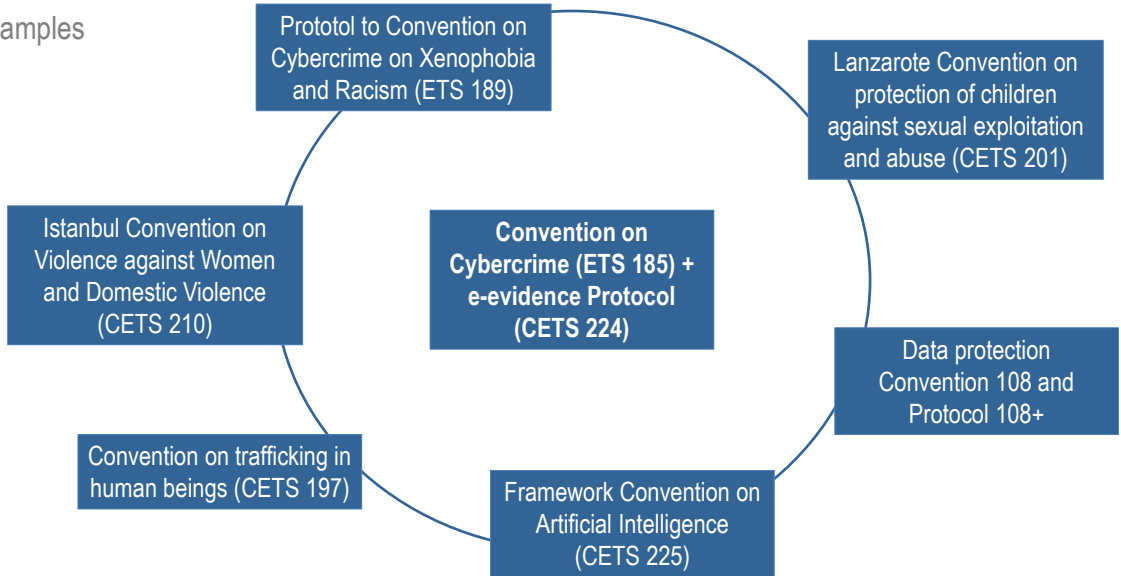 amples
Prototol to Convention on
Cybercrime on Xenophobia
and Racism (ETS 189)
Lanzarote Convention on
protection of children
against sexual exploitation
and abuse (CETS 201)
Istanbul Convention on
Violence against Women
and Domestic Violence
(CETS 210)
Convention on
Cybercrime (ETS 185) +
e-evidence Protocol
(CETS 224)
Data protection
Convention 108 and
Protocol 108+
Convention on trafficking in
human beings (CETS 197)
Framework Convention on
Artificial Intelligence
(CETS 225)